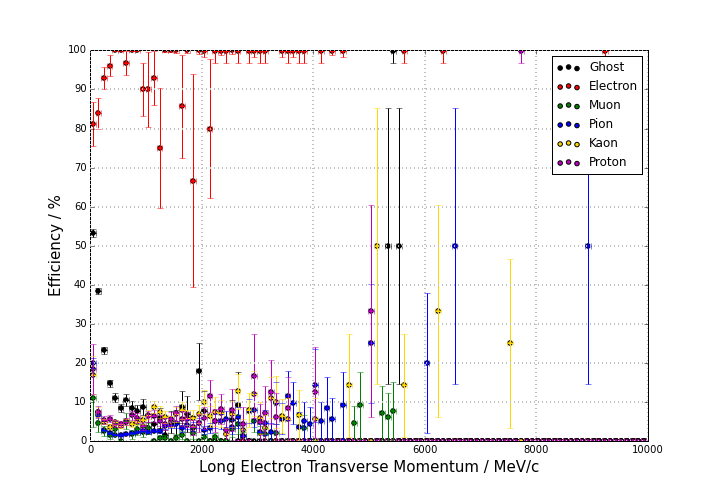 100
90
80
70
60
50
40
30
20
10
0
Efficiency / %
0 2000 4000 6000 8000 10000
Long Electron Transverse Momentum / MeV/c
Ghost
Electron
Muon
Pion
Kaon
Proton